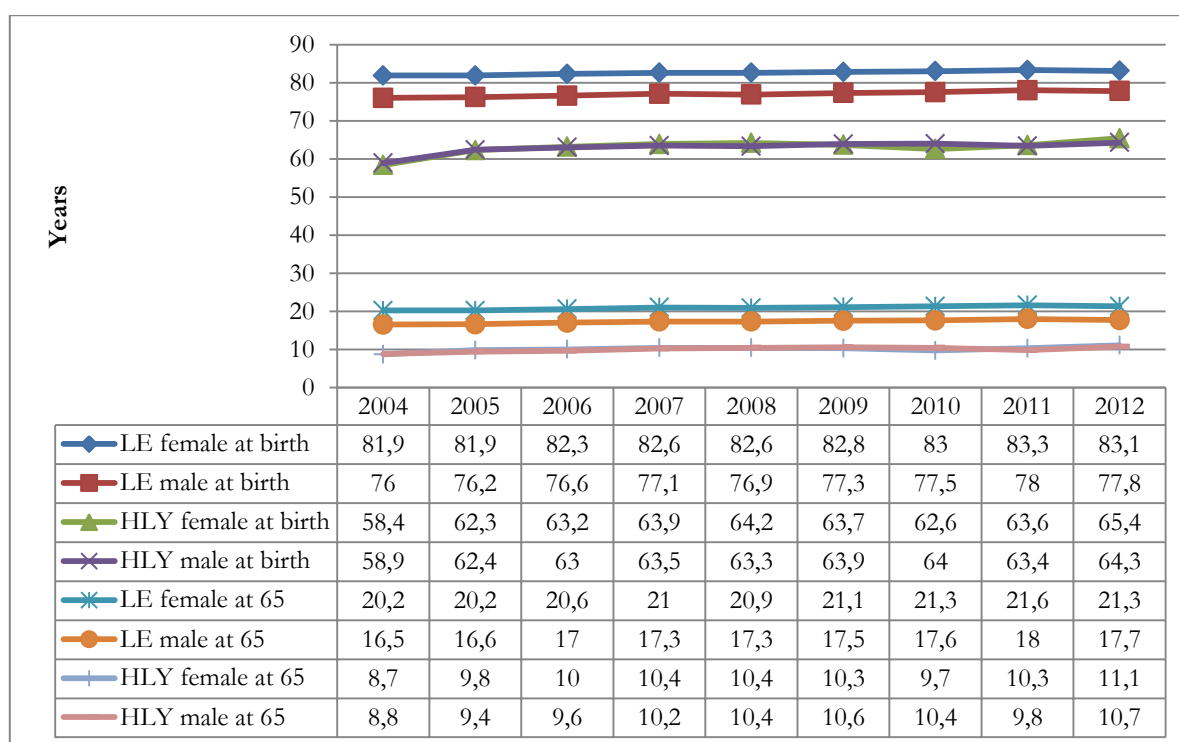 90
80
70
60
50
40
30
20
10
0
Years
2004 2005 2006 2007 2008 2009 2010 2011 2012
LE female at birth 81,9 81,9 82,3 82,6 82,6 82,8 83 83,3 83,1
LE male at birth 76 76,2 76,6 77,1 76,9 77,3 77,5 78 77,8
HLY female at birth 58,4 62,3 63,2 63,9 64,2 63,7 62,6 63,6 65,4
HLY male at birth 58,9 62,4 63 63,5 63,3 63,9 64 63,4 64,3
LE female at 65 20,2 20,2 20,6 21 20,9 21,1 21,3 21,6 21,3
LE male at 65 16,5 16,6 17 17,3 17,3 17,5 17,6 18 17,7
HLY female at 65 8,7 9,8 10 10,4 10,4 10,3 9,7 10,3 11,1
HLY male at 65 8,8 9,4 9,6 10,2 10,4 10,6 10,4 9,8 10,7